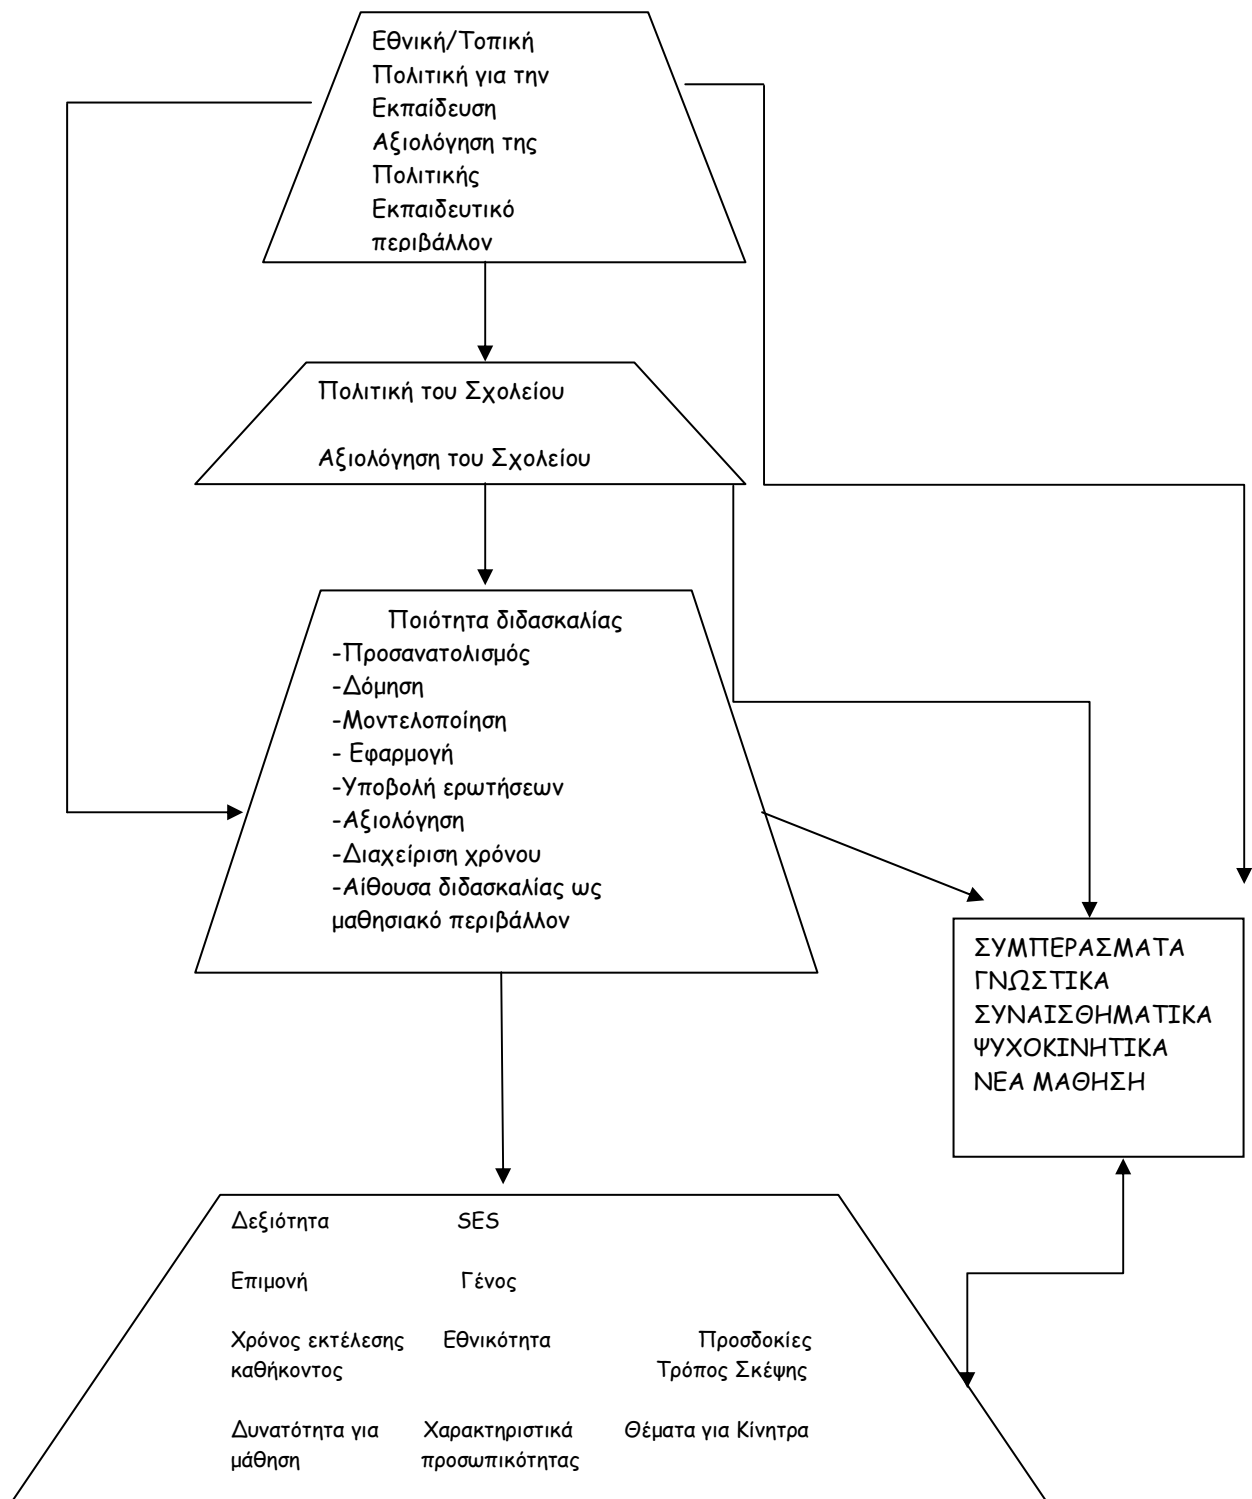 Εθνική/Τοπική
Πολιτική για την
Εκπαίδευση
Αξιολόγηση της
Πολιτικής
Εκπαιδευτικό
περιβάλλον
Πολιτική του Σχολείου
Αξιολόγηση του Σχολείου
Ποιότητα διδασκαλίας
-Προσανατολισμός
-Δόμηση
-Μοντελοποίηση
- Εφαρμογή
-Υποβολή ερωτήσεων
-Αξιολόγηση
-Διαχείριση χρόνου
-Αίθουσα διδασκαλίας ως
μαθησιακό περιβάλλον
ΣΥΜΠΕΡΑΣΜΑΤΑ
ΓΝΩΣΤΙΚΑ
ΣΥΝΑΙΣΘΗΜΑΤΙΚΑ
ΨΥΧΟΚΙΝΗΤΙΚΑ
ΝΕΑ ΜΑΘΗΣΗ
Δεξιότητα SES
Επιμονή Γένος
Χρόνος εκτέλεσης Εθνικότητα Προσδοκίες
καθήκοντος Τρόπος Σκέψης
Δυνατότητα για Χαρακτηριστικά Θέματα για Κίνητρα
μάθηση προσωπικότητας